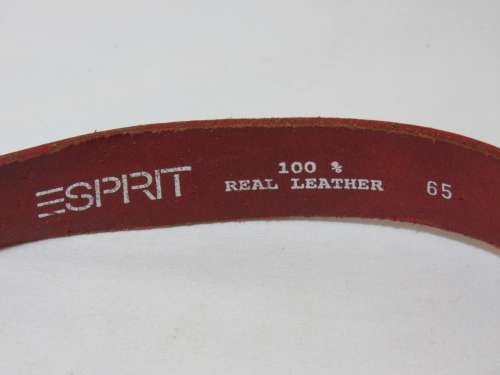 ESPRIT
100 %
REAL LEATHER
65